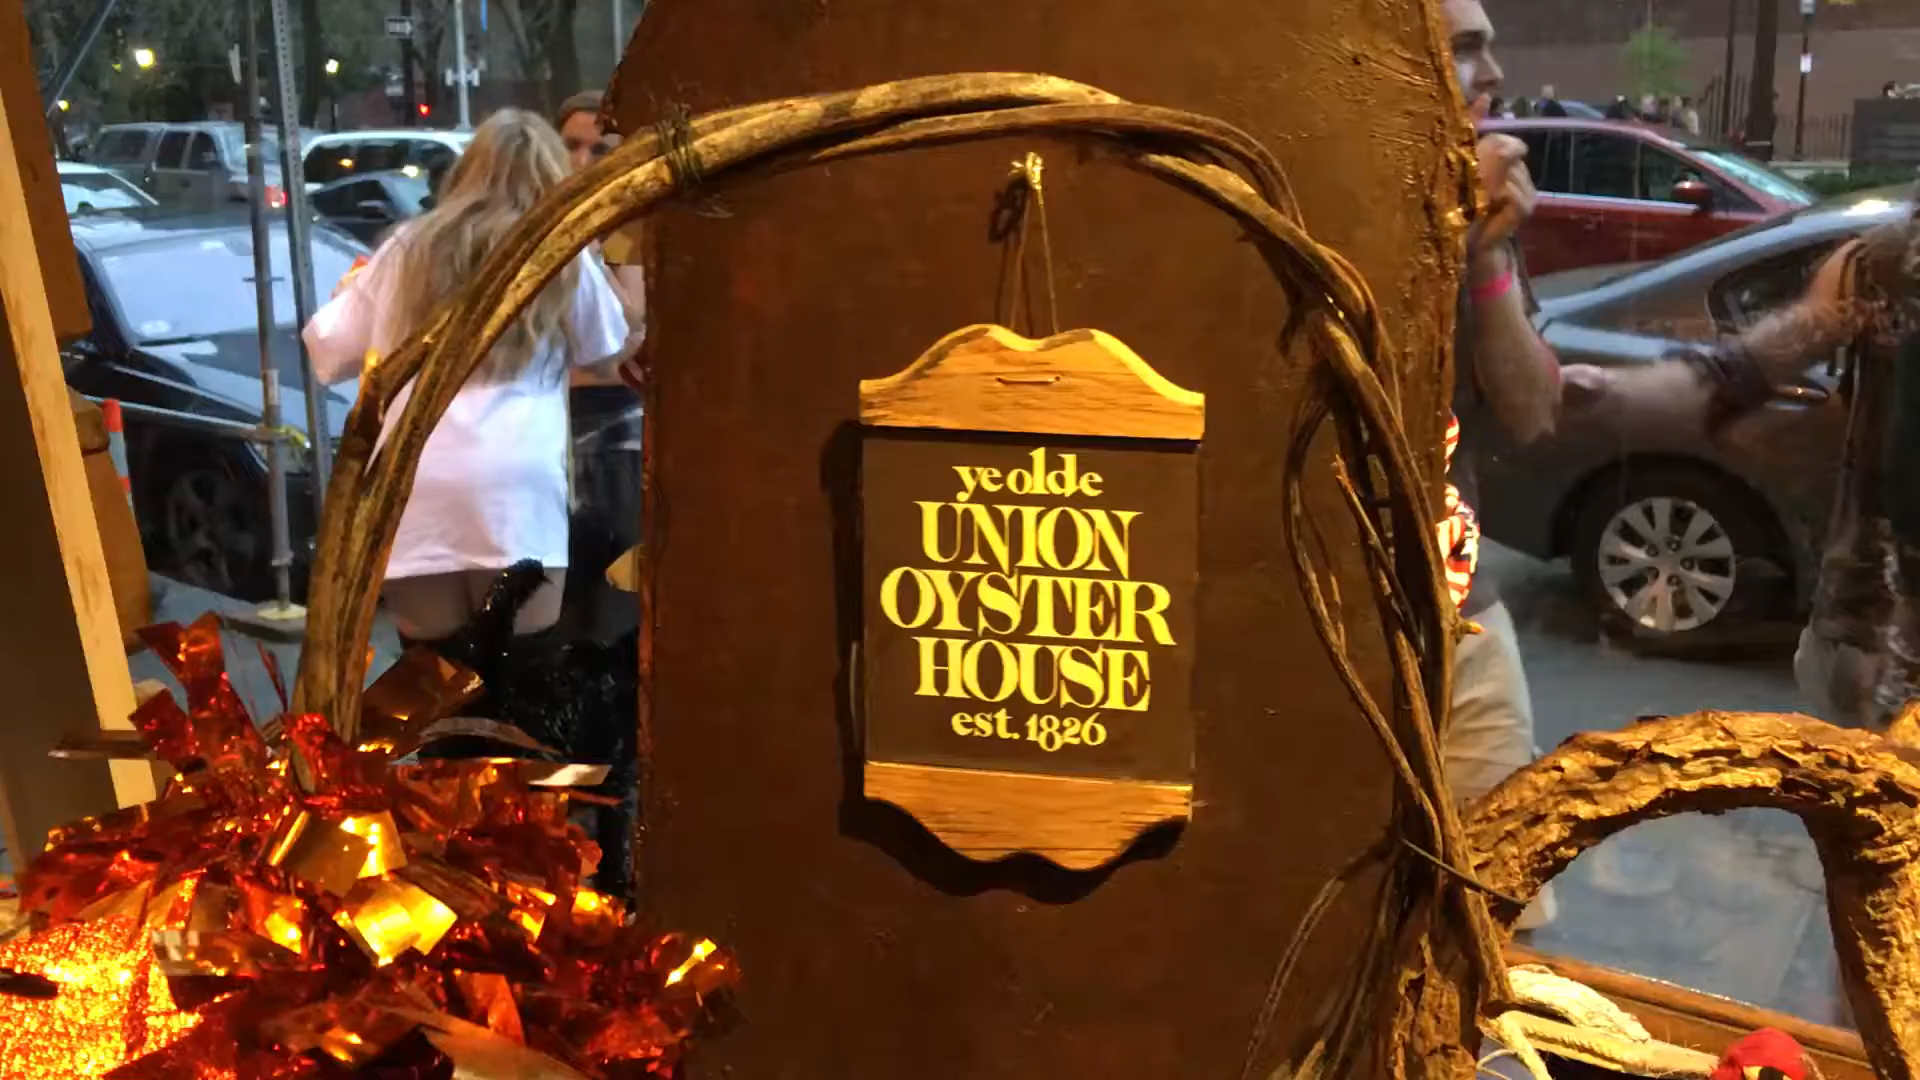 ye olde
UNION
OYSTER
HOUSE
est. 1826